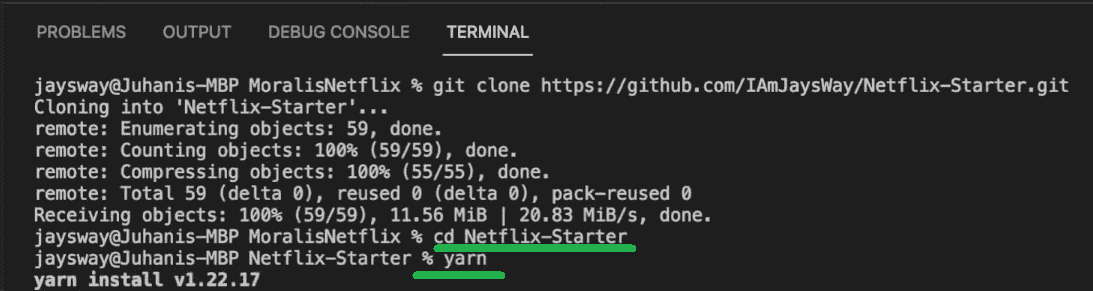 PROBLEMS OUTPUT DEBUG CONSOLE TERMINAL
jaysway@Juhanis-MBP MoralisNetflix % git clone https://github.com/IAmJaysWay/Netflix-Starter.git
Cloning into 'Netflix-Starter'...
remote: Enumerating objects: 59, done.
remote: Counting objects: 100% (59/59), done.
remote: Compressing objects: 100% (55/55), done.
remote: Total 59 (delta 0), reused 0 (delta 0), pack-reused 0
Receiving objects: 100% (59/59), 11.56 MiB | 20.83 MiB/s, done.
jaysway@Juhanis-MBP MoralisNetflix % cd Netflix-Starter
jaysway@Juhanis-MBP Netflix-Starter % yarn
yarn install v1.22.17